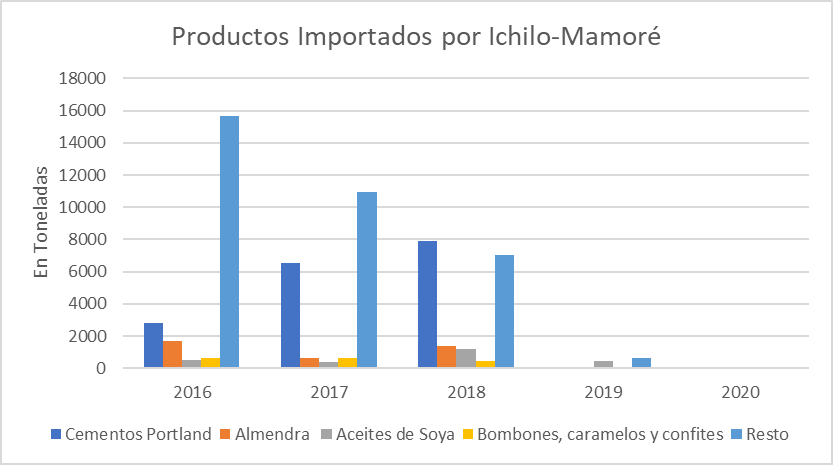 Productos Importados por Ichilo-Mamoré
En Toneladas
18000
16000
14000
12000
10000
8000
6000
4000
2000
0
2016 2017 2018 2019 2020
Cementos Portland Almendra Aceites de Soya Bombones, caramelos y confites Resto